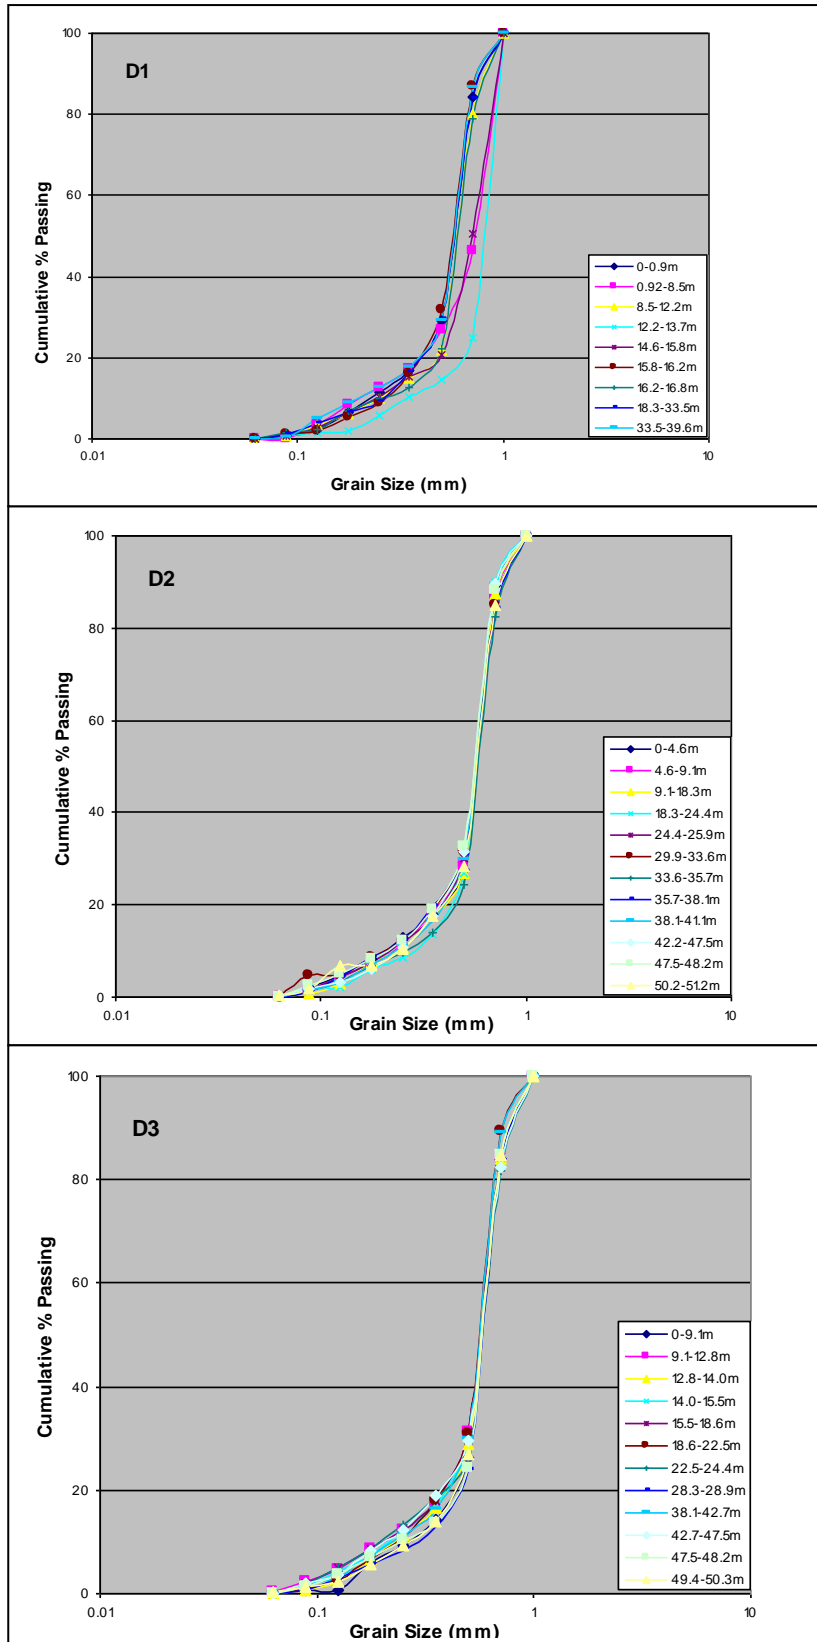 100
80
60
40
20
0
Cumulative % Passing
D1
0-0.9m
0.92-8.5m
8.5-12.2m
12.2-13.7m
14.6-15.8m
15.8-16.2m
16.2-16.8m
18.3-33.5m
33.5-39.6m
0.01
0.1
1
10
Grain Size (mm)
100
80
60
40
20
0
Cumulative % Passing
D2
0-4.6m
4.6-9.1m
9.1-18.3m
18.3-24.4m
24.4-25.9m
29.9-33.6m
33.6-35.7m
35.7-38.1m
38.1-41.1m
42.2-47.5m
47.5-48.2m
50.2-51.2m
0.01
0.1
1
10
Grain Size (mm)
100
80
60
40
20
0
Cumulative % Passing
D3
0-9.1m
9.1-12.8m
12.8-14.0m
14.0-15.5m
15.5-18.6m
18.6-22.5m
22.5-24.4m
28.3-28.9m
38.1-42.7m
42.7-47.5m
47.5-48.2m
49.4-50.3m
0.01
0.1
1
10
Grain Size (mm)